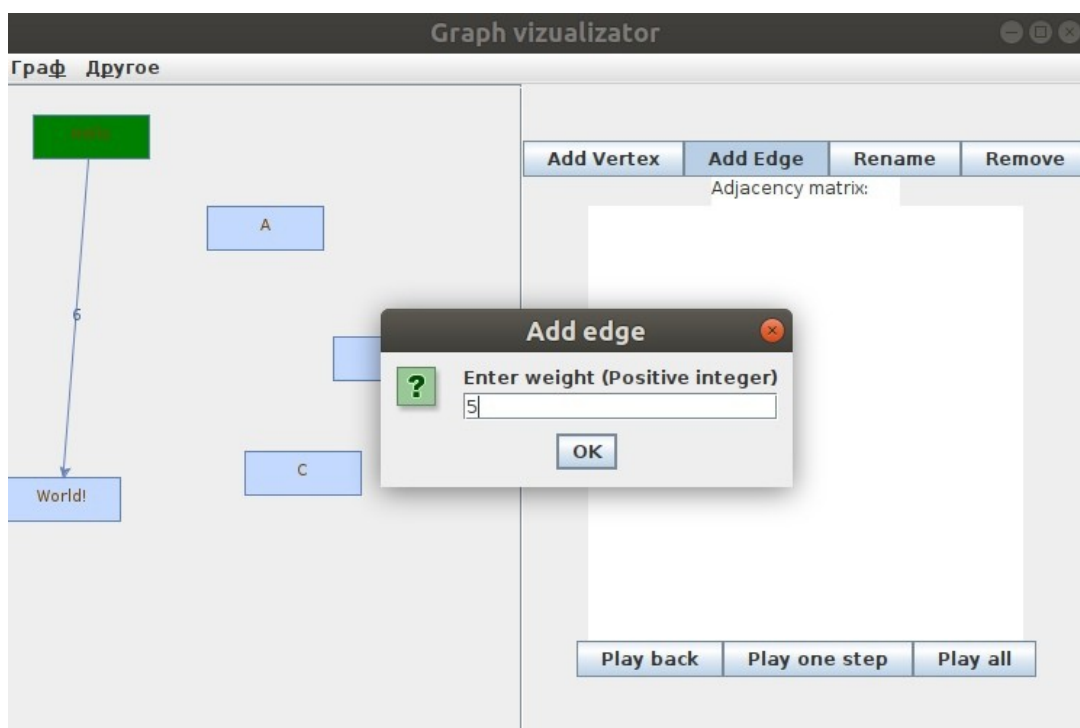 Graph vizualizator
Граф Другое
Add Vertex Add Edge Rename Remove
Adjacency matrix:
A
6
Add edge
?
Enter weight (Positive integer)
5
OK
C
World!
Play back Play one step Play all